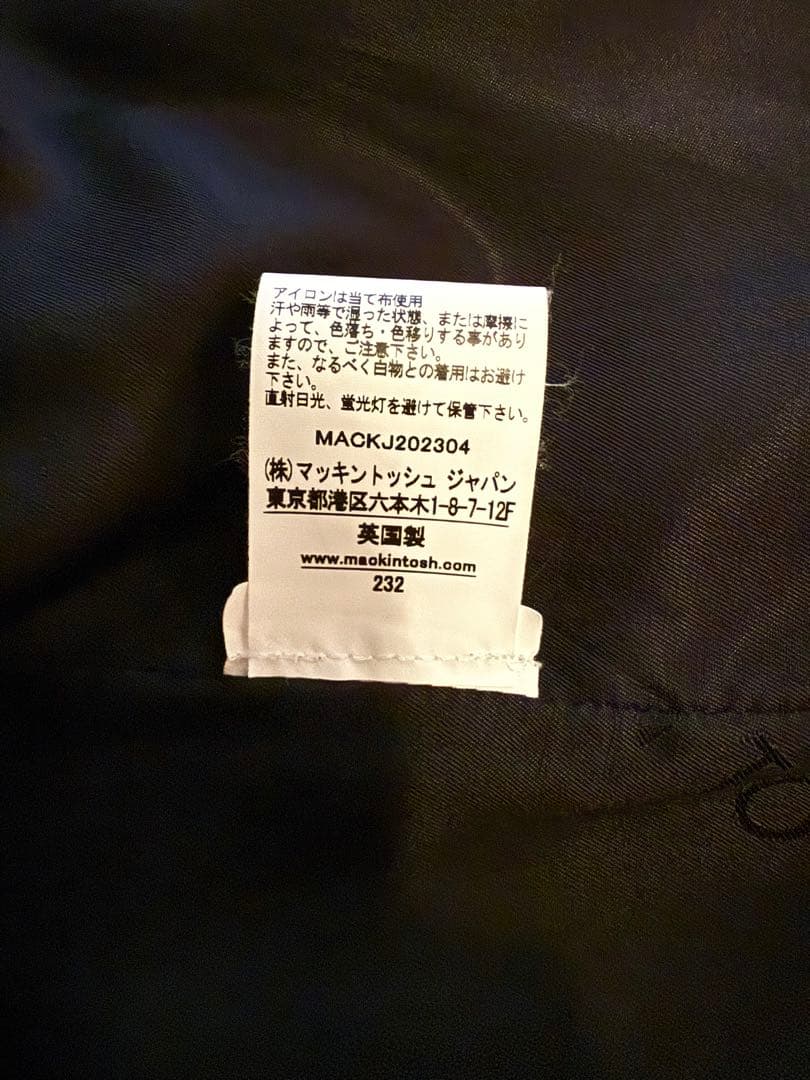 アイロンは当て布使用
汗や雨等で湿った状態、または摩擦に
よって、色落ち・色移りする事があり
ますので、ご注意下さい。
また、なるべく白物との着用はお避け
下さい。
直射日光、蛍光灯を避けて保管下さい。
MACKJ202304
(株)マッキントッシュ ジャパン
東京都港区六本木1-8-7-12F
英国製
www.mackintosh.com
232